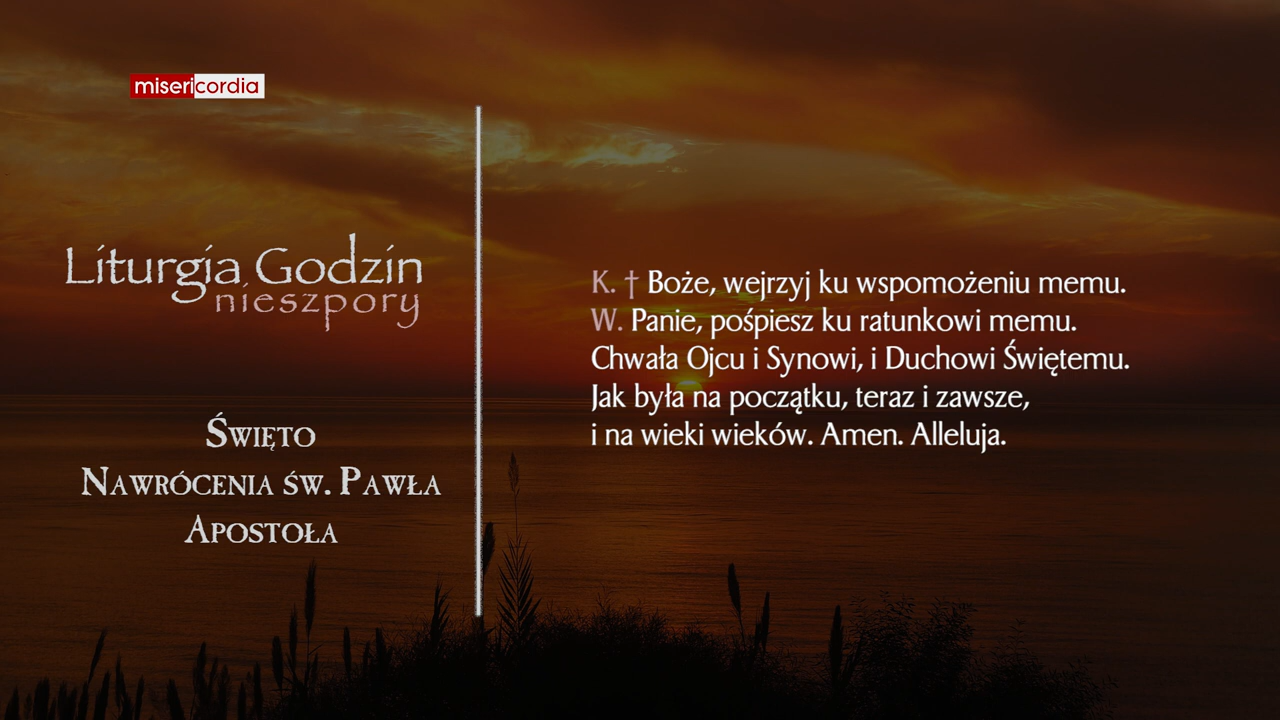 misericordia
Liturgia Godzin
nieszpory
Święto
Nawrócenia św. Pawła
Apostoła
K. † Boże, wejrzyj ku wspomożeniu memu.
W. Panie, pośpiesz ku ratunkowi memu.
Chwała Ojcu i Synowi, i Duchowi Świętemu.
Jak była na początku, teraz i zawsze,
i na wieki wieków. Amen. Alleluja.